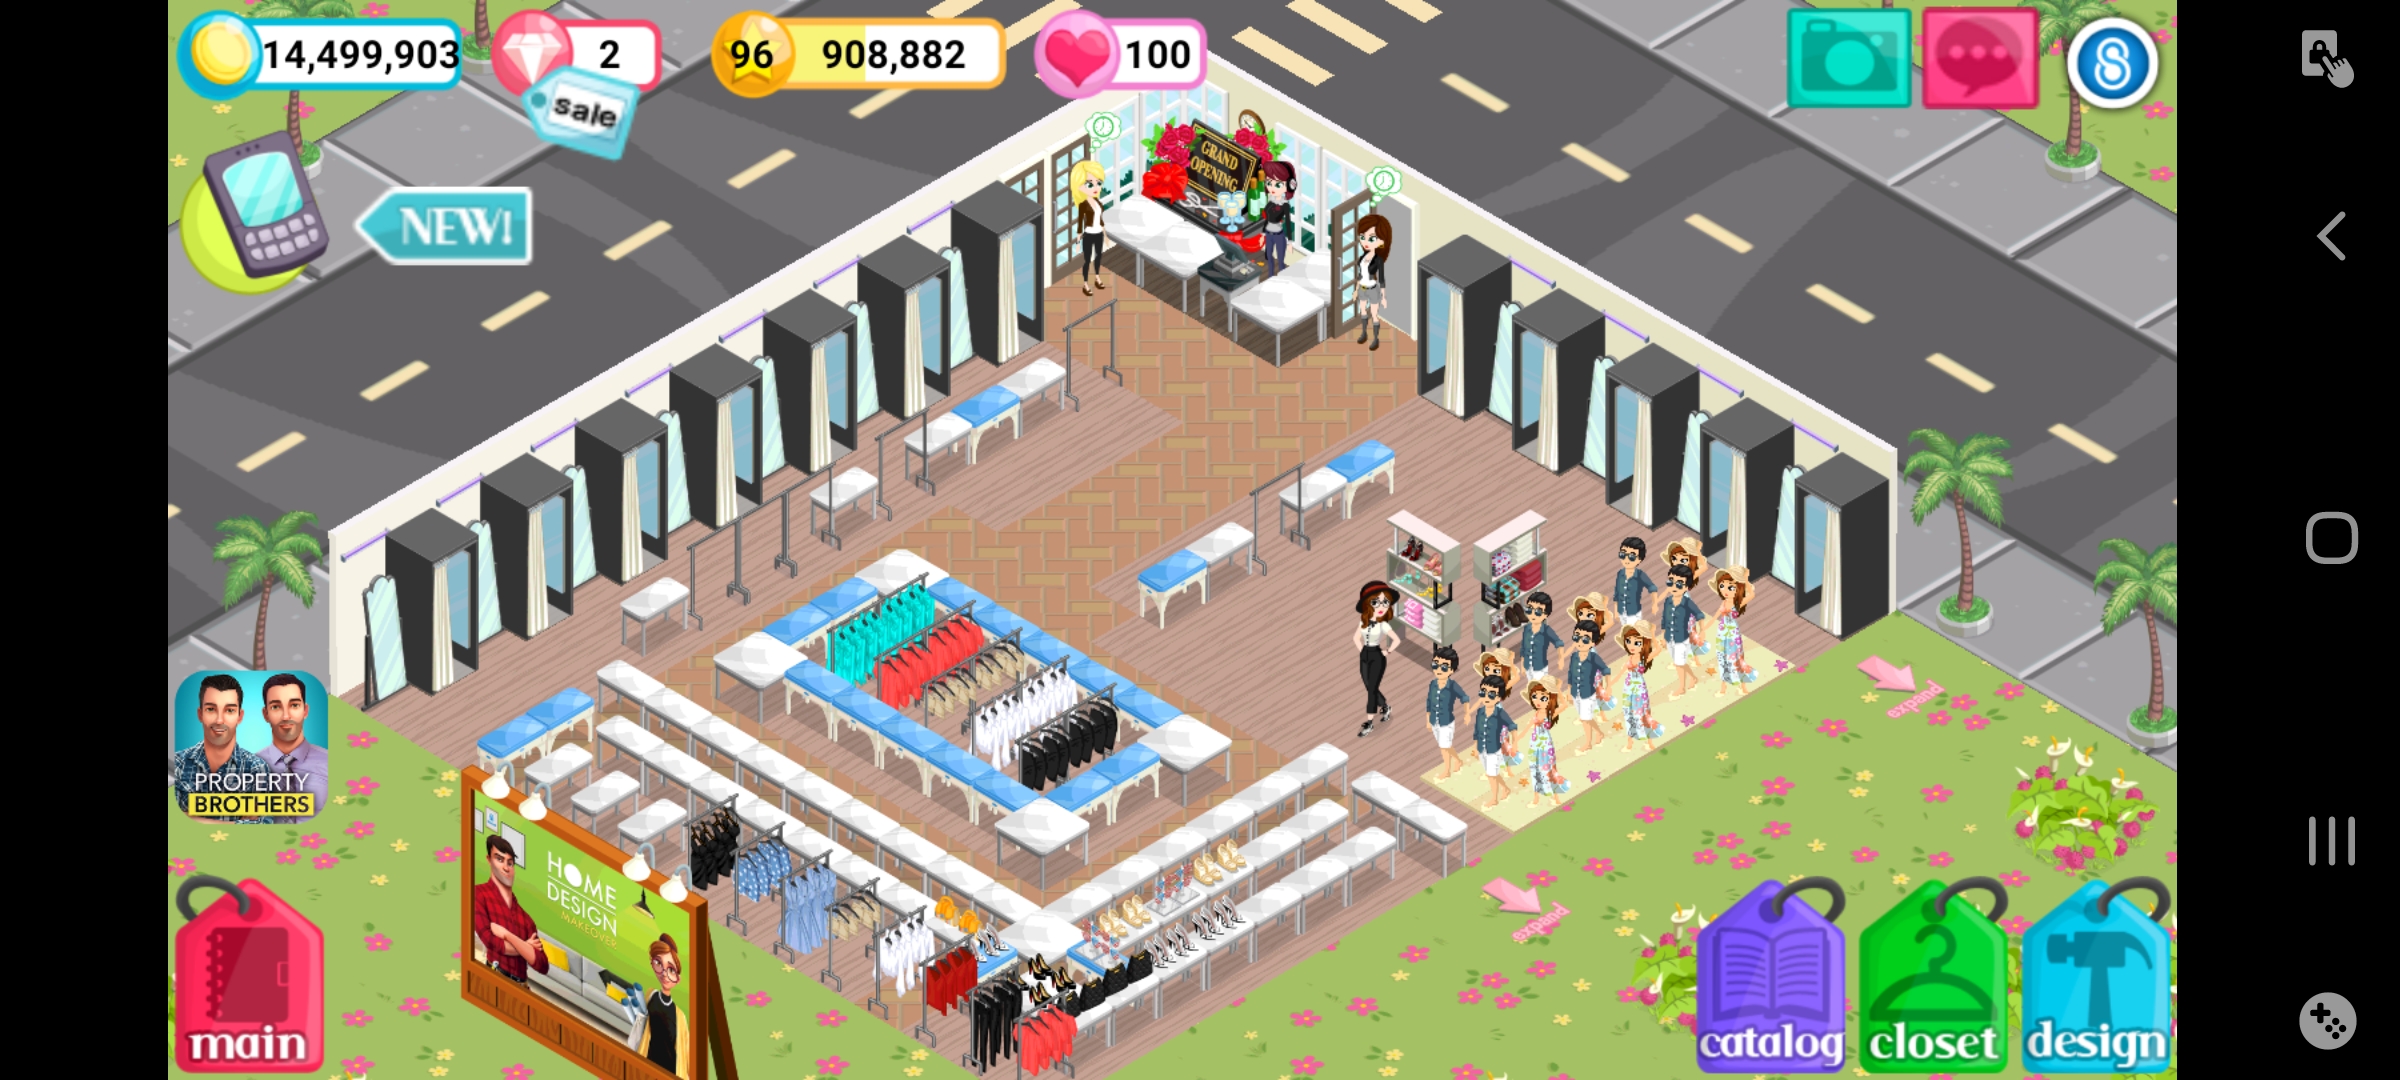 14,499,903
2
96
908,882
100
sale
NEW!
GRAND
OPENING
PROPERTY
BROTHERS
HOME
DESIGN
MAKEOVER
expand
expand
main
catalog
closet
design